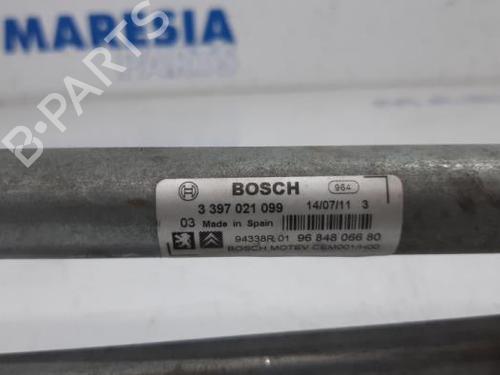 MARESIA
PARTS
B-PARTS
BOSCH 964
3 397 021 099 14/07/11 3
03 Made in Spain
94338R 01 96 848 066 80
BOSCH MOTEV CEM001/H00